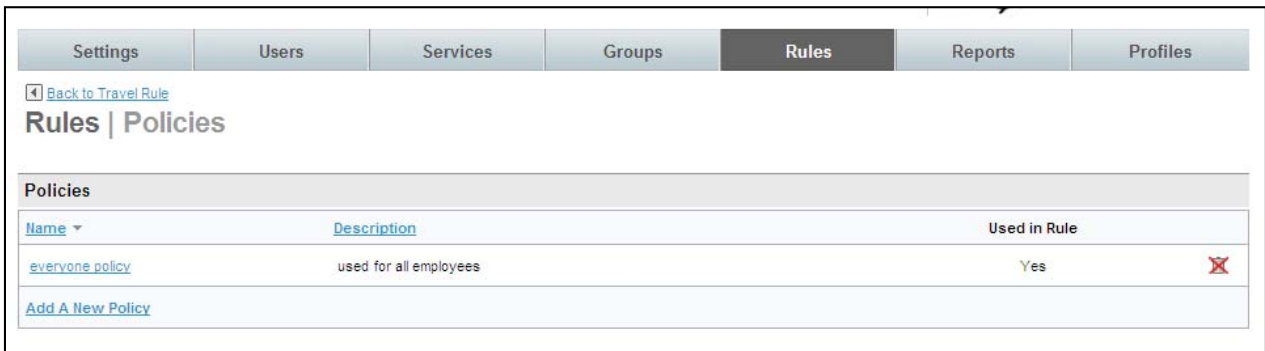 Settings Users Services Groups Rules Reports Profiles
Back to Travel Rule
Rules | Policies
Policies
Name Description Used in Rule
everyone policy used for all employees Yes
Add A New Policy